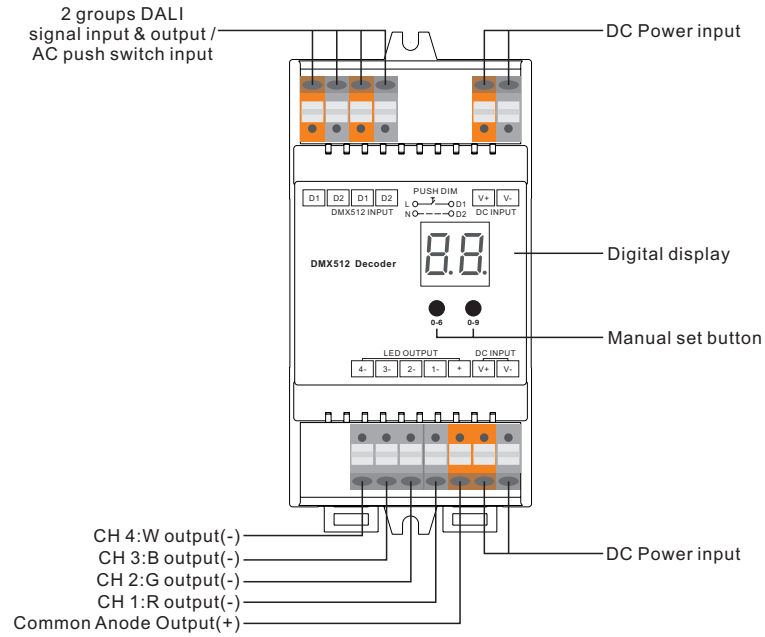 2 groups DALI
signal input & output /
AC push switch input
DC Power input
D1 D2 D1 D2
DMX512 INPUT
PUSH DIM
L D1
N D2
V+ V-
DC INPUT
8.8.
DMX512 Decoder
Digital display
0-6 0-9
Manual set button
LED OUTPUT
DC INPUT
4- 3- 2- 1- + V+ V-
CH 4:W output(-)
CH 3:B output(-)
CH 2:G output(-)
CH 1:R output(-)
Common Anode Output(+)
DC Power input